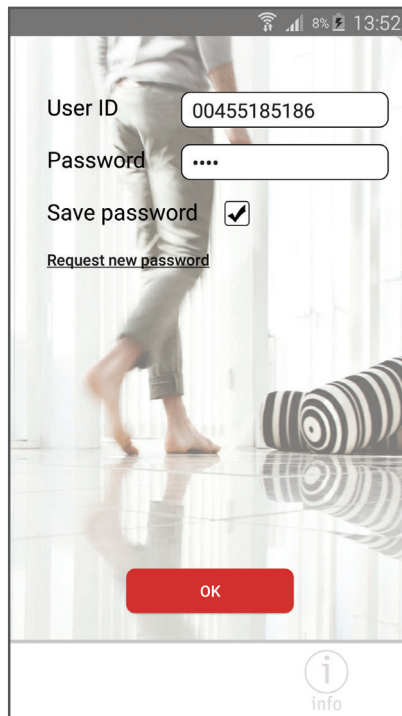 8% 13:52
User ID 00455185186
Password ••••
Save password
Request new password
OK
info